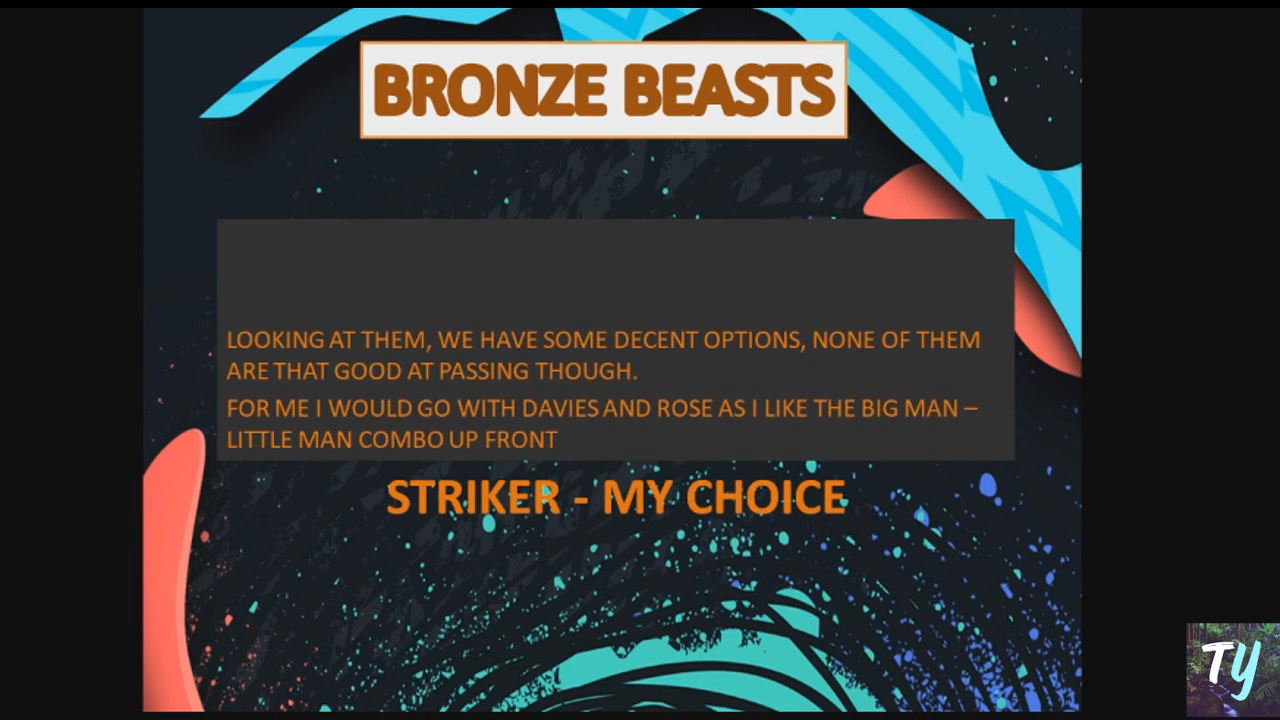 BRONZE BEASTS
LOOKING AT THEM, WE HAVE SOME DECENT OPTIONS, NONE OF THEM
ARE THAT GOOD AT PASSING THOUGH.
FOR ME I WOULD GO WITH DAVIES AND ROSE AS I LIKE THE BIG MAN –
LITTLE MAN COMBO UP FRONT
STRIKER - MY CHOICE
TY